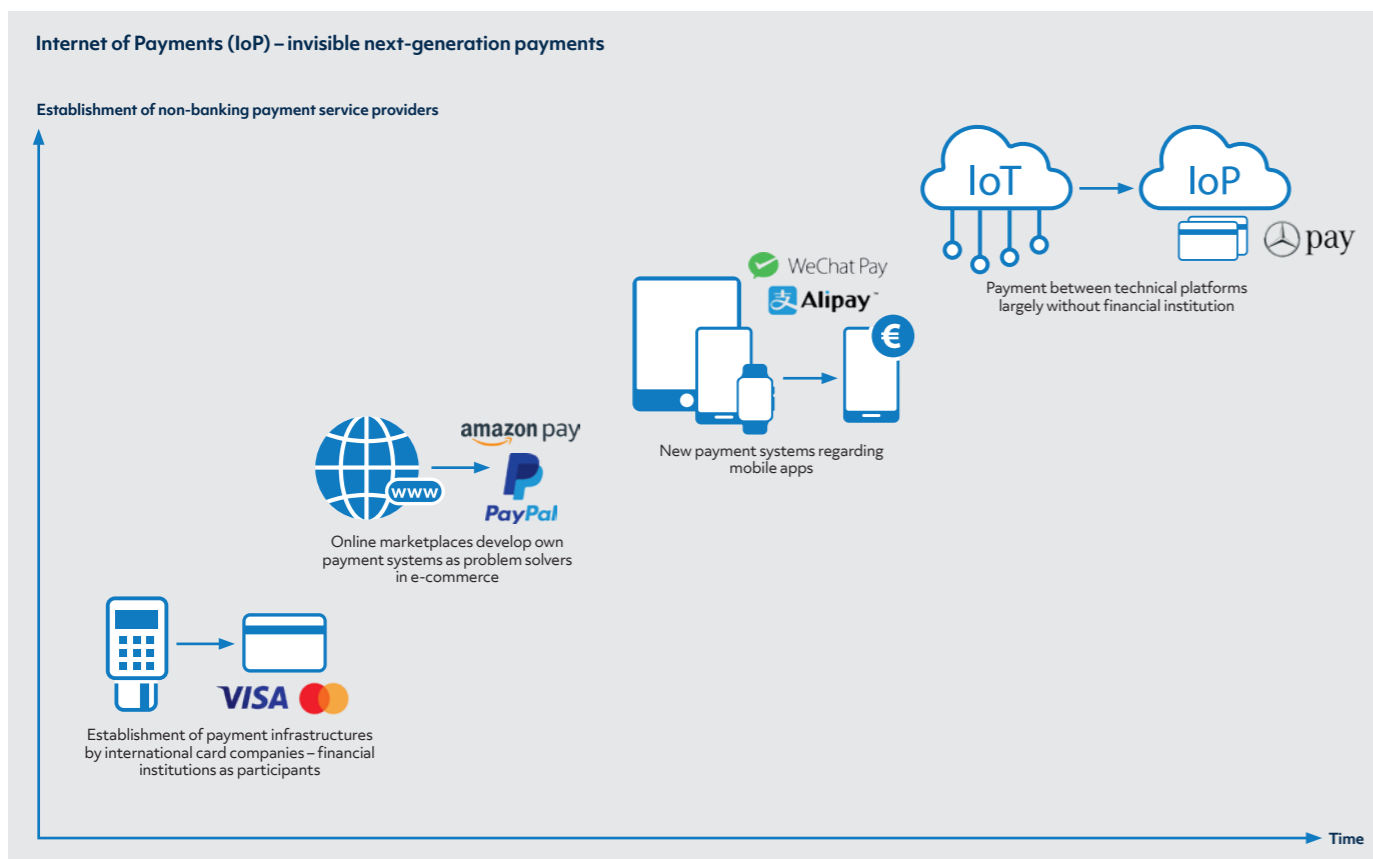 Internet of Payments (IoP) – invisible next-generation payments
Establishment of non-banking payment service providers
IoT
IoP
pay
Payment between technical platforms
largely without financial institution
WeChat Pay
支
Alipay™
€
New payment systems regarding
mobile apps
amazon pay
www
PayPal
Online marketplaces develop own
payment systems as problem solvers
in e-commerce
VISA
Establishment of payment infrastructures
by international card companies – financial
institutions as participants
Time